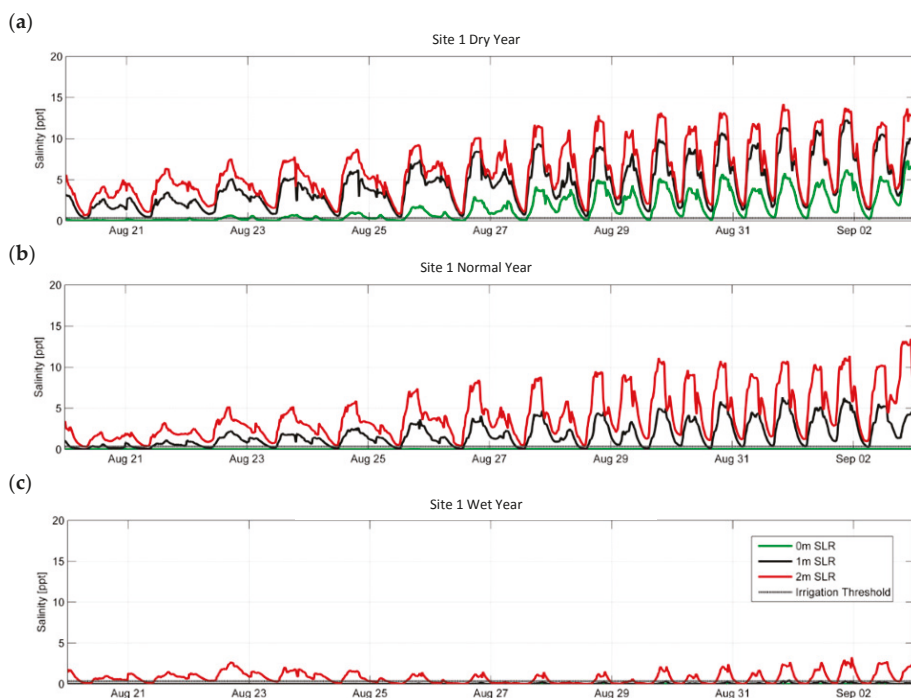 (a)
Site 1 Dry Year
20
15
10
5
0
Salinity [ppt]
Aug 21 Aug 23 Aug 25 Aug 27 Aug 29 Aug 31 Sep 02
(b)
Site 1 Normal Year
20
15
10
5
0
Salinity [ppt]
Aug 21 Aug 23 Aug 25 Aug 27 Aug 29 Aug 31 Sep 02
(c)
Site 1 Wet Year
20
15
10
5
0
Salinity [ppt]
0m SLR
1m SLR
2m SLR
Irrigation Threshold
Aug 21 Aug 23 Aug 25 Aug 27 Aug 29 Aug 31 Sep 02